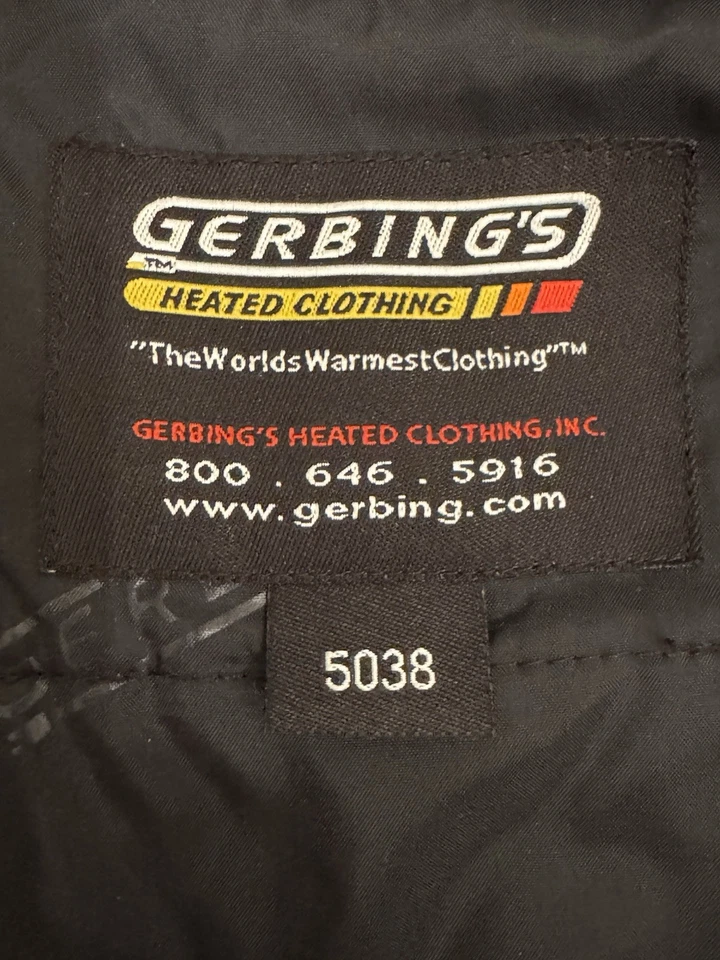 GERBING'S
TM
HEATED CLOTHING
"TheWorldsWarmestClothing"™
GERBING'S HEATED CLOTHING, INC.
800 . 646 . 5916
www.gerbing.com
5038